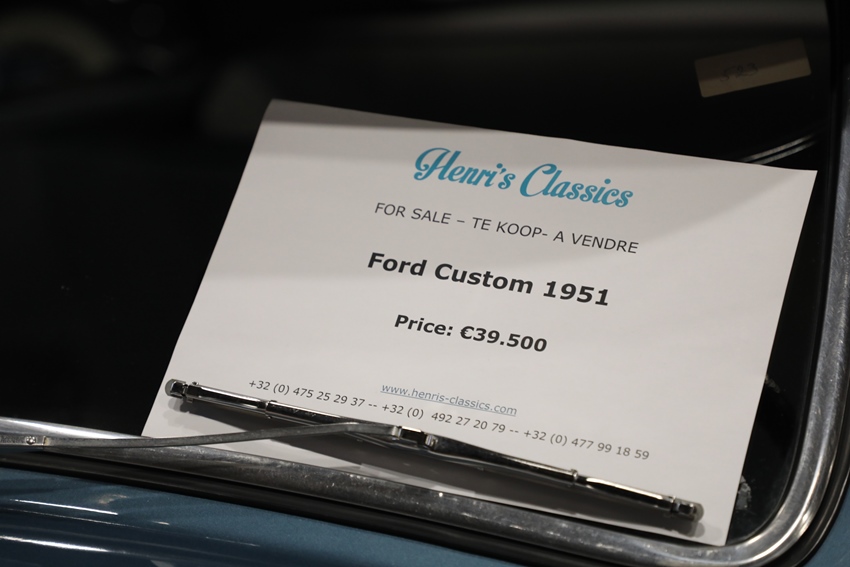 Henri's Classics
FOR SALE – TE KOOP- A VENDRE
Ford Custom 1951
Price: €39.500
www.henris-classics.com
+32 (0) 475 25 29 37 -- +32 (0)  492 27 20 79 -- +32 (0) 477 99 18 59